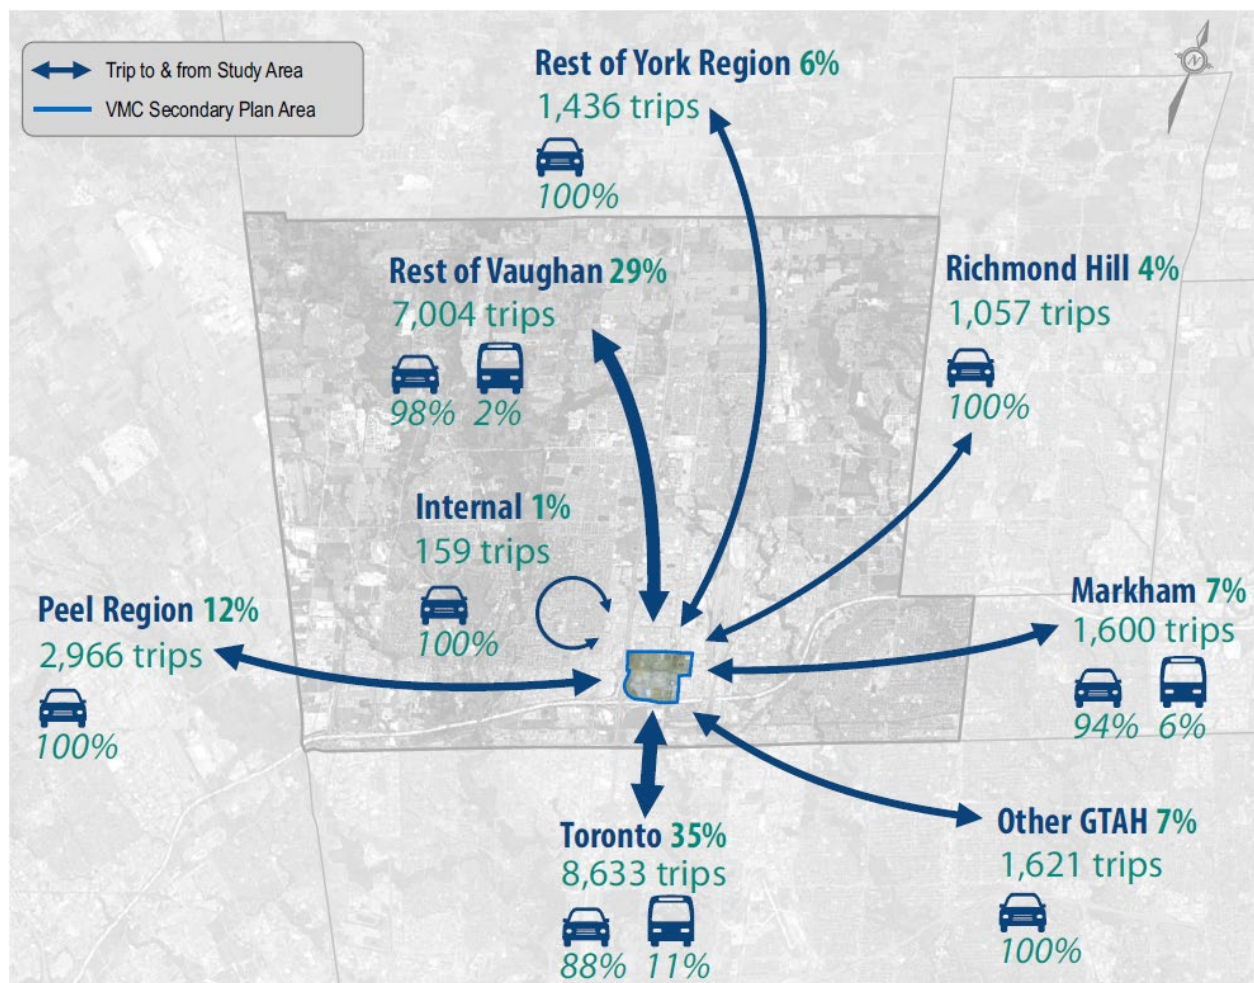 Trip to & from Study Area
VMC Secondary Plan Area
N
Rest of York Region 6%
1,436 trips
100%
Rest of Vaughan 29%
7,004 trips
98% 2%
Richmond Hill 4%
1,057 trips
100%
Internal 1%
159 trips
100%
Peel Region 12%
2,966 trips
100%
Markham 7%
1,600 trips
94% 6%
Toronto 35%
8,633 trips
88% 11%
Other GTAH 7%
1,621 trips
100%